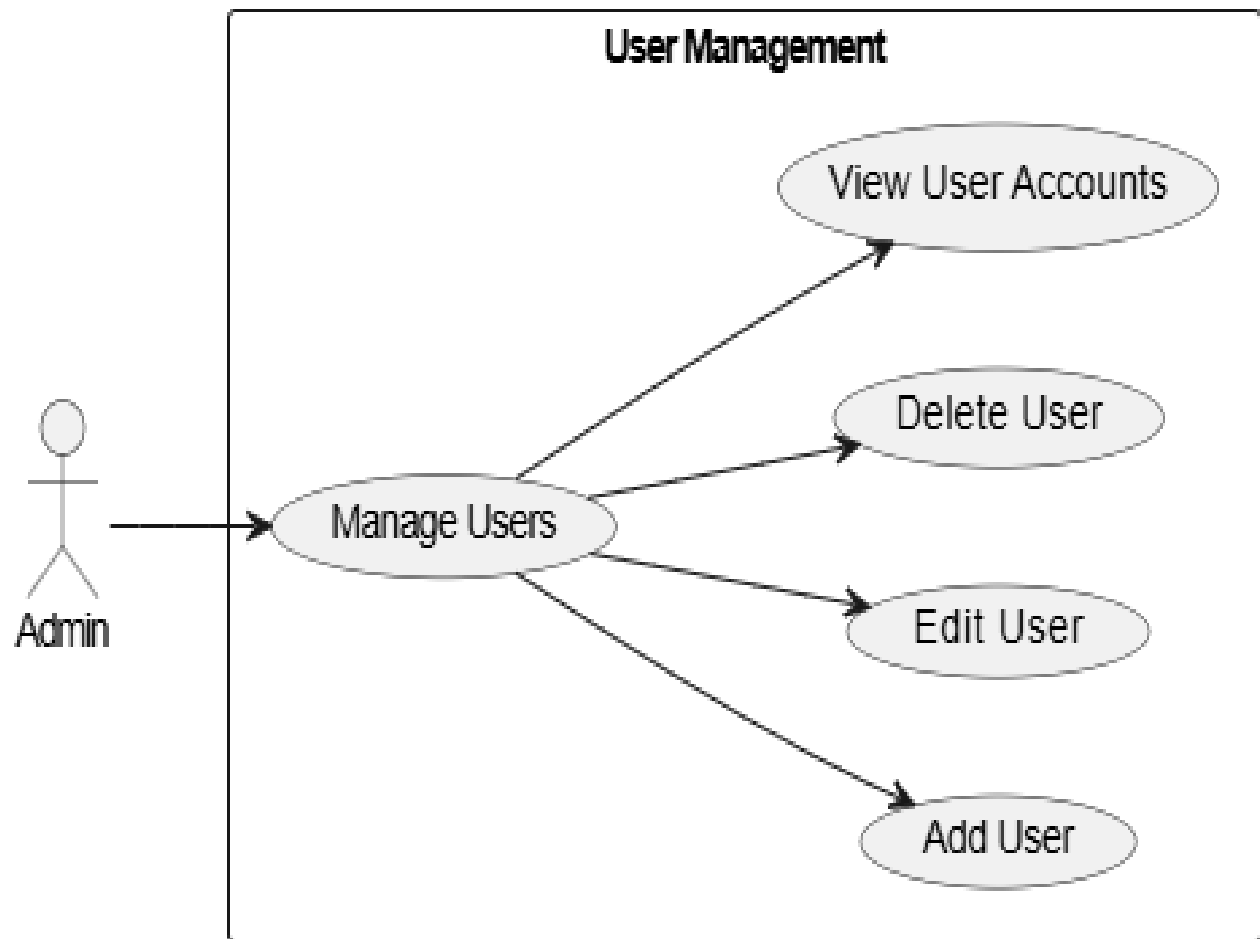 User Management
View User Accounts
Delete User
Manage Users
Edit User
Admin
Add User